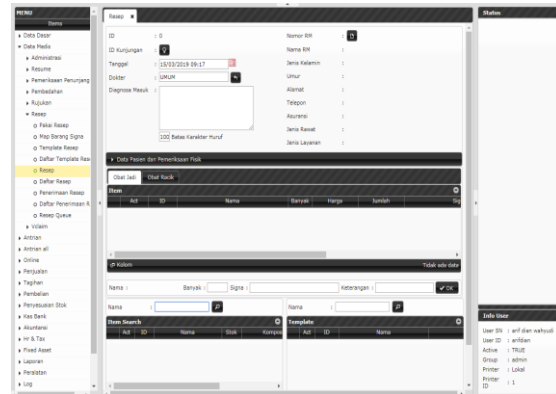 MENU
Items
Data Dasar
Data Medis
Administrasi
Resume
Pemeriksaan Penunjang
Pembedahan
Rujukan
Resep
Pakai Resep
Map Barang Signa
Template Resep
Daftar Template Rese
Resep
Daftar Resep
Penerimaan Resep
Daftar Penerimaan R
Resep Queue
Vclaim
Antrian
Antrian all
Online
Penjualan
Tagihan
Pembelian
Penyesuaian Stok
Kas Bank
Akuntansi
Hr & Tax
Fixed Asset
Laporan
Peralatan
Log
Resep
ID : 0
ID Kunjungan :
Tanggal : 15/03/2019 09:17
Dokter : UMUM
Diagnosa Masuk :
100 Batas Karakter Huruf
Nomor RM :
Nama RM :
Jenis Kelamin :
Umur :
Alamat :
Telepon :
Asuransi :
Jenis Rawat :
Jenis Layanan :
Data Pasien dan Pemeriksaan Fisik
Obat Jadi Obat Racik
Item
Act ID Nama Banyak Harga Jumlah Sig
Kolom Tidak ada data
Nama : Banyak : Signa : Keterangan : OK
Nama : Nama :
Item Search Template
Act ID Nama Stok Kompos Act ID Nama
Status
Info User
User SN : arif dian wahyudi
User ID : arifdian
Active : TRUE
Group : admin
Printer : Lokal
Printer ID : 1